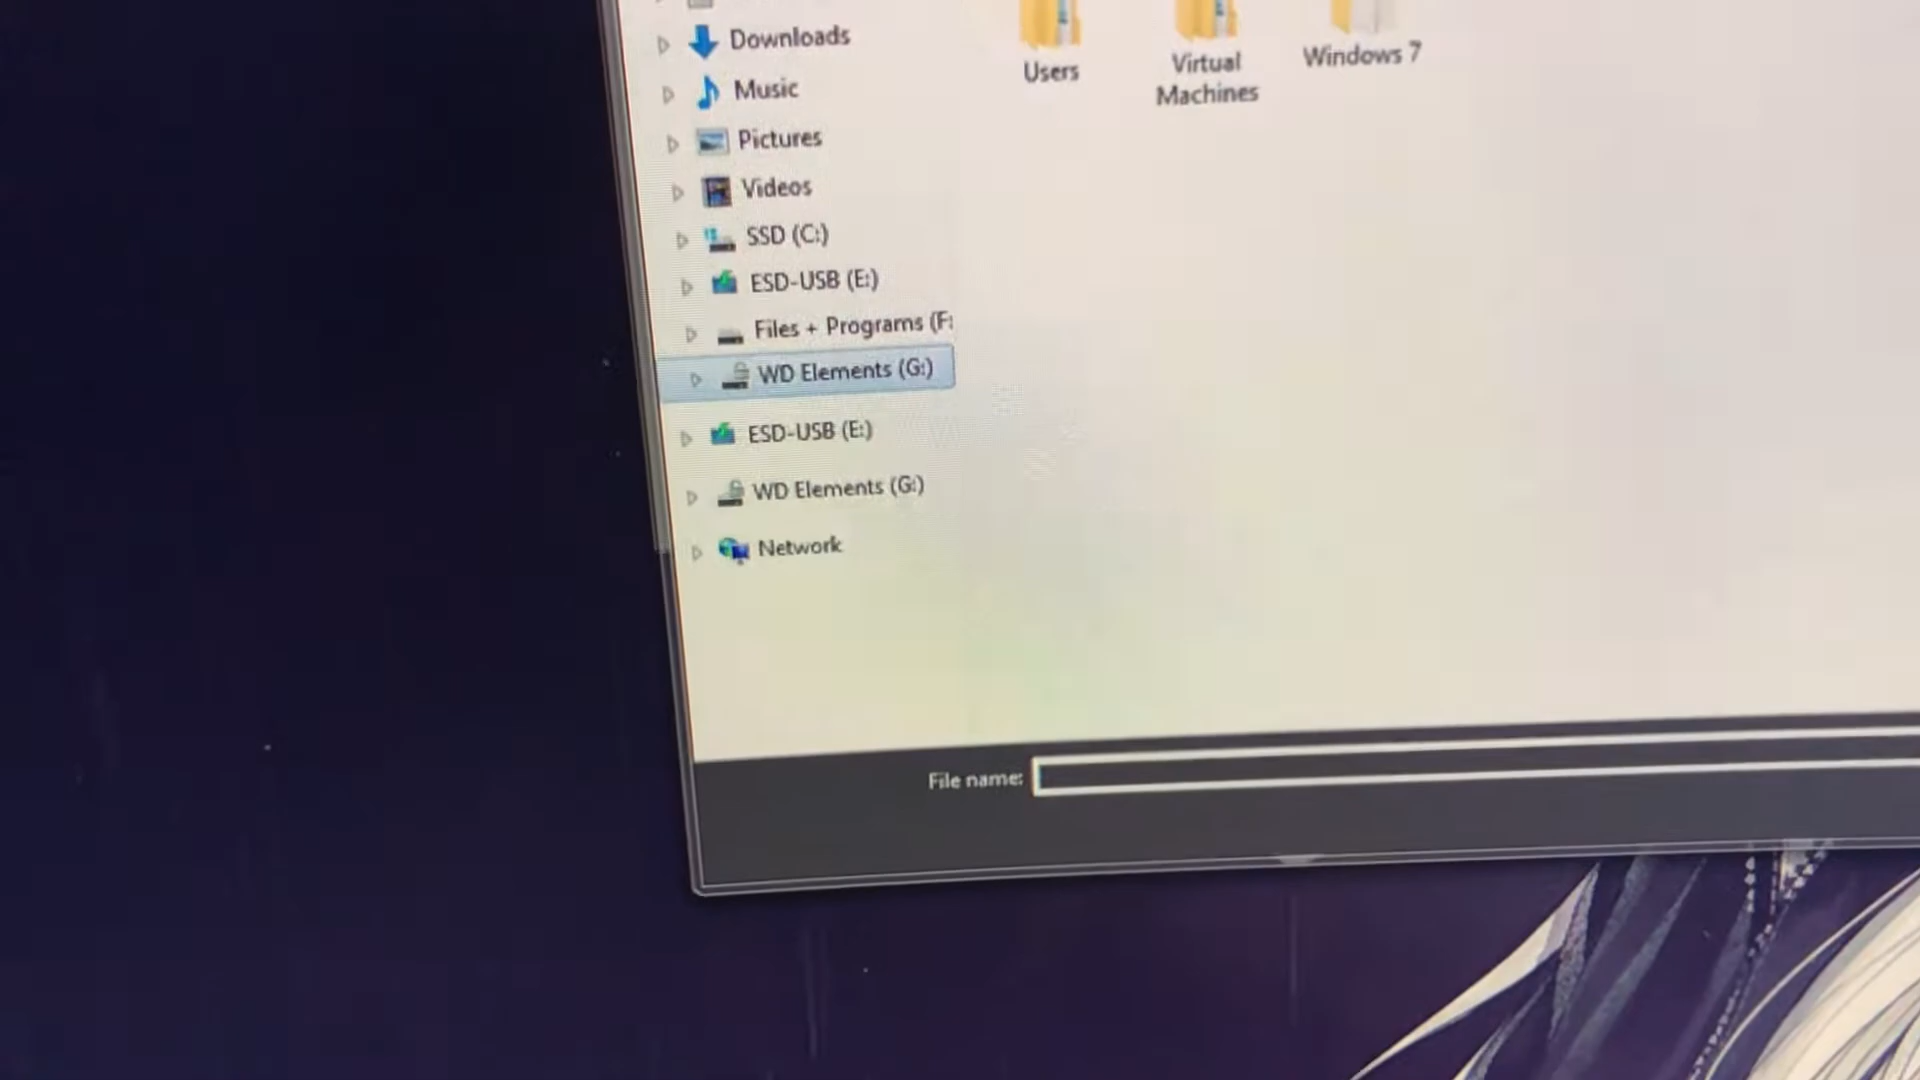 Downloads
Music
Pictures
Videos
SSD (C:)
ESD-USB (E:)
Files + Programs (F:
WD Elements (G:)
ESD-USB (E:)
WD Elements (G:)
Network
Users
Virtual
Machines
Windows 7
File name: